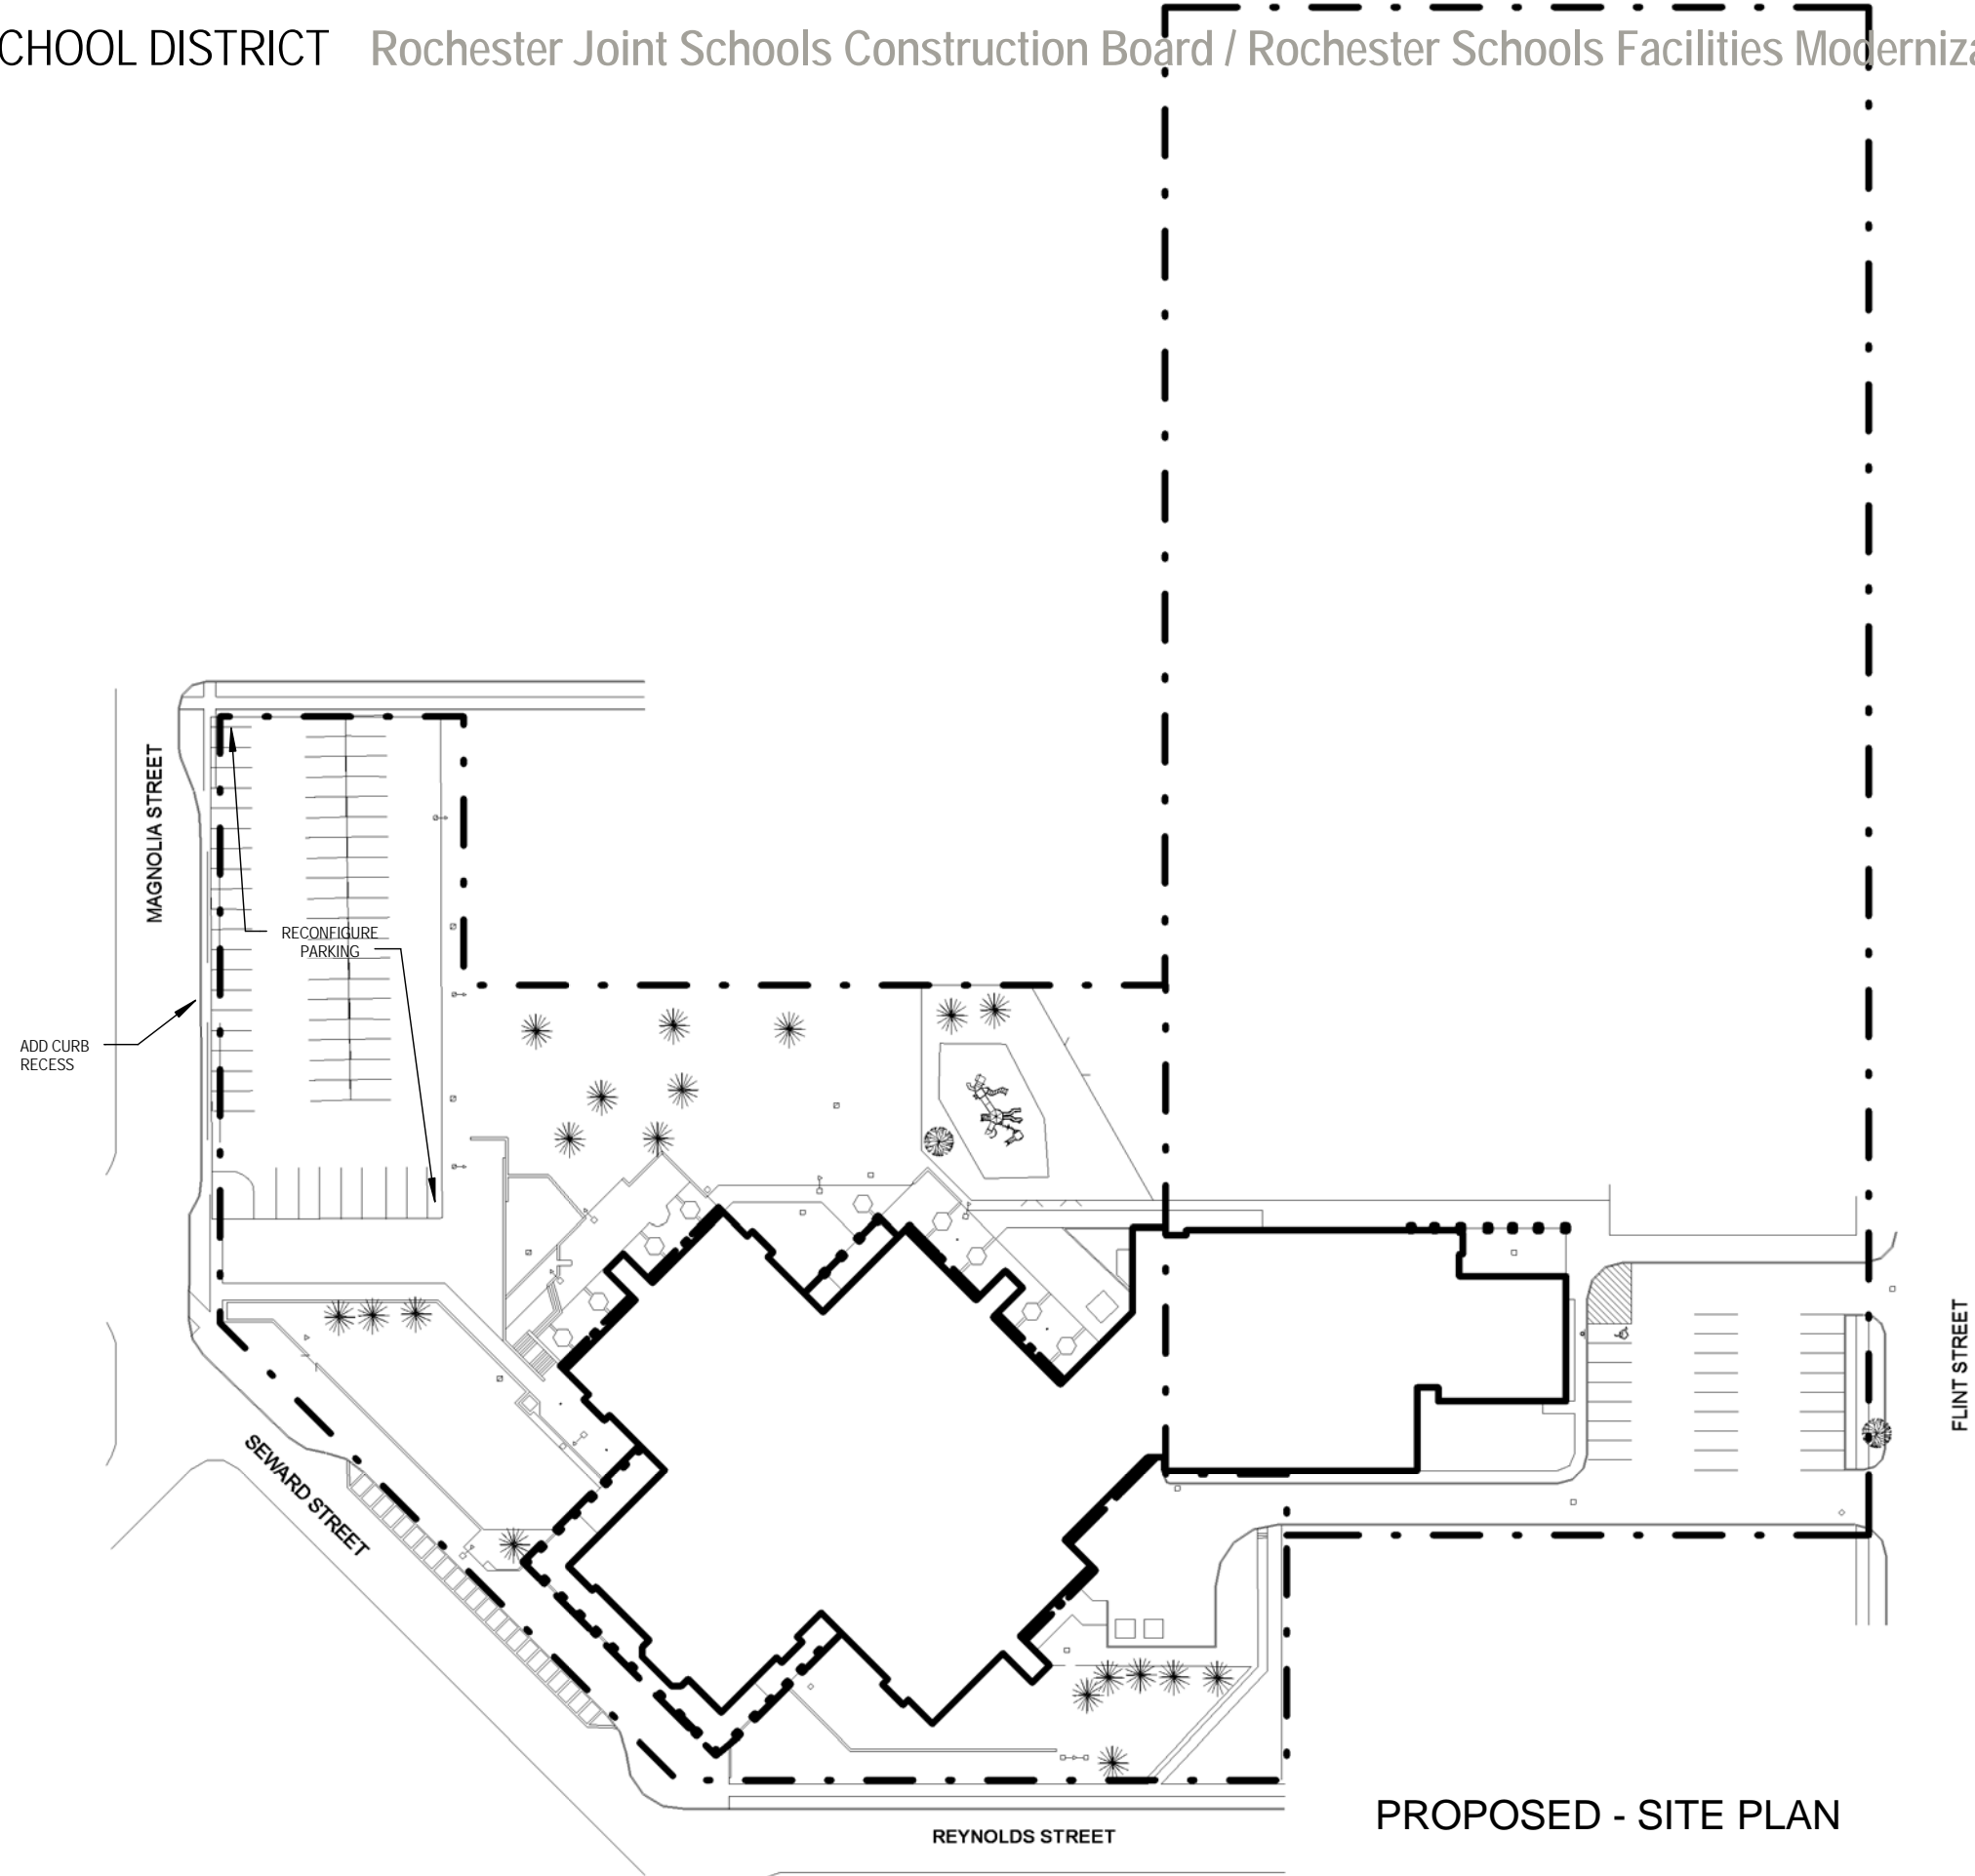 CHOOL DISTRICT Rochester Joint Schools Construction Board / Rochester Schools Facilities Moderniza
MAGNOLIA STREET
RECONFIGURE
PARKING
ADD CURB
RECESS
SEWARD STREET
FLINT STREET
REYNOLDS STREET
PROPOSED - SITE PLAN